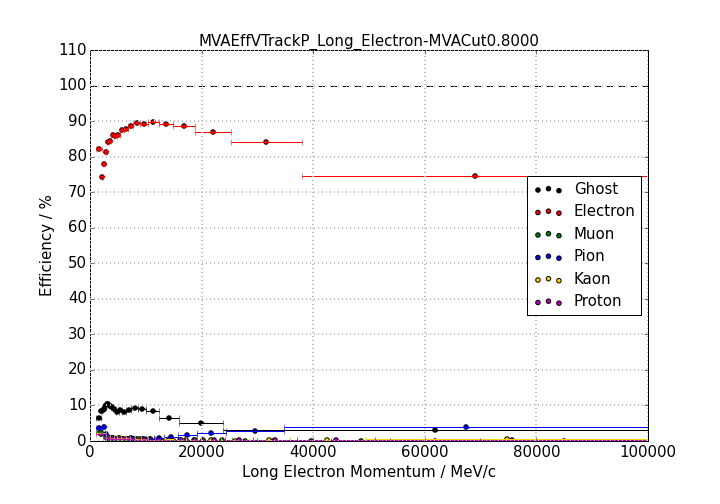 MVAEffVTrackP_Long_Electron-MVACut0.8000
110
100
90
80
70
60
50
40
30
20
10
0
Efficiency / %
Ghost
Electron
Muon
Pion
Kaon
Proton
0 20000 40000 60000 80000 100000
Long Electron Momentum / MeV/c